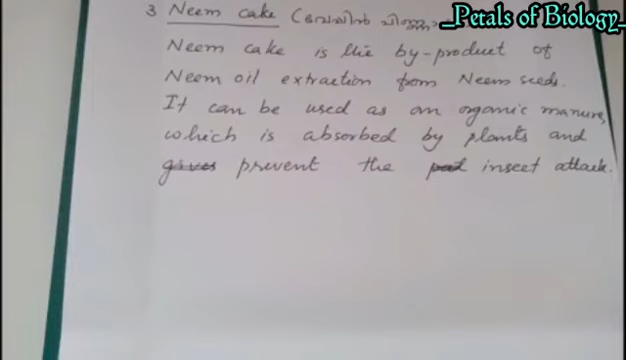 _Petals of Biology_
3 Neem cake (വേപ്പിൻ പിണ്ണാ
Neem cake is the by-product of
Neem oil extraction from Neem seeds.
It can be used as an organic manure,
which is absorbed by plants and
gives prevent the insect attack.